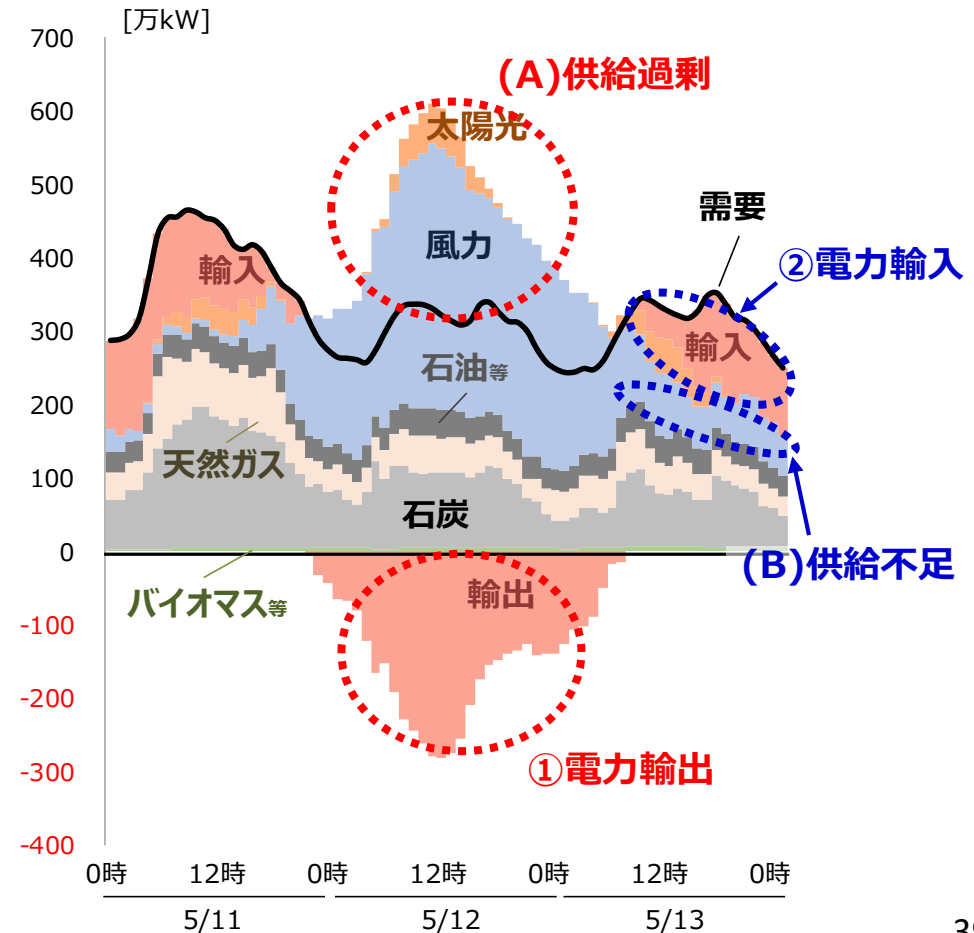 [万kW]
700
600
500
400
300
200
100
0
-100
-200
-300
-400
(A)供給過剰
太陽光
風力
需要
②電力輸入
輸入
輸入
石油等
天然ガス
石炭
(B)供給不足
バイオマス等
輸出
①電力輸出
0時 12時 0時 12時 0時 12時 0時
5/11 5/12 5/13